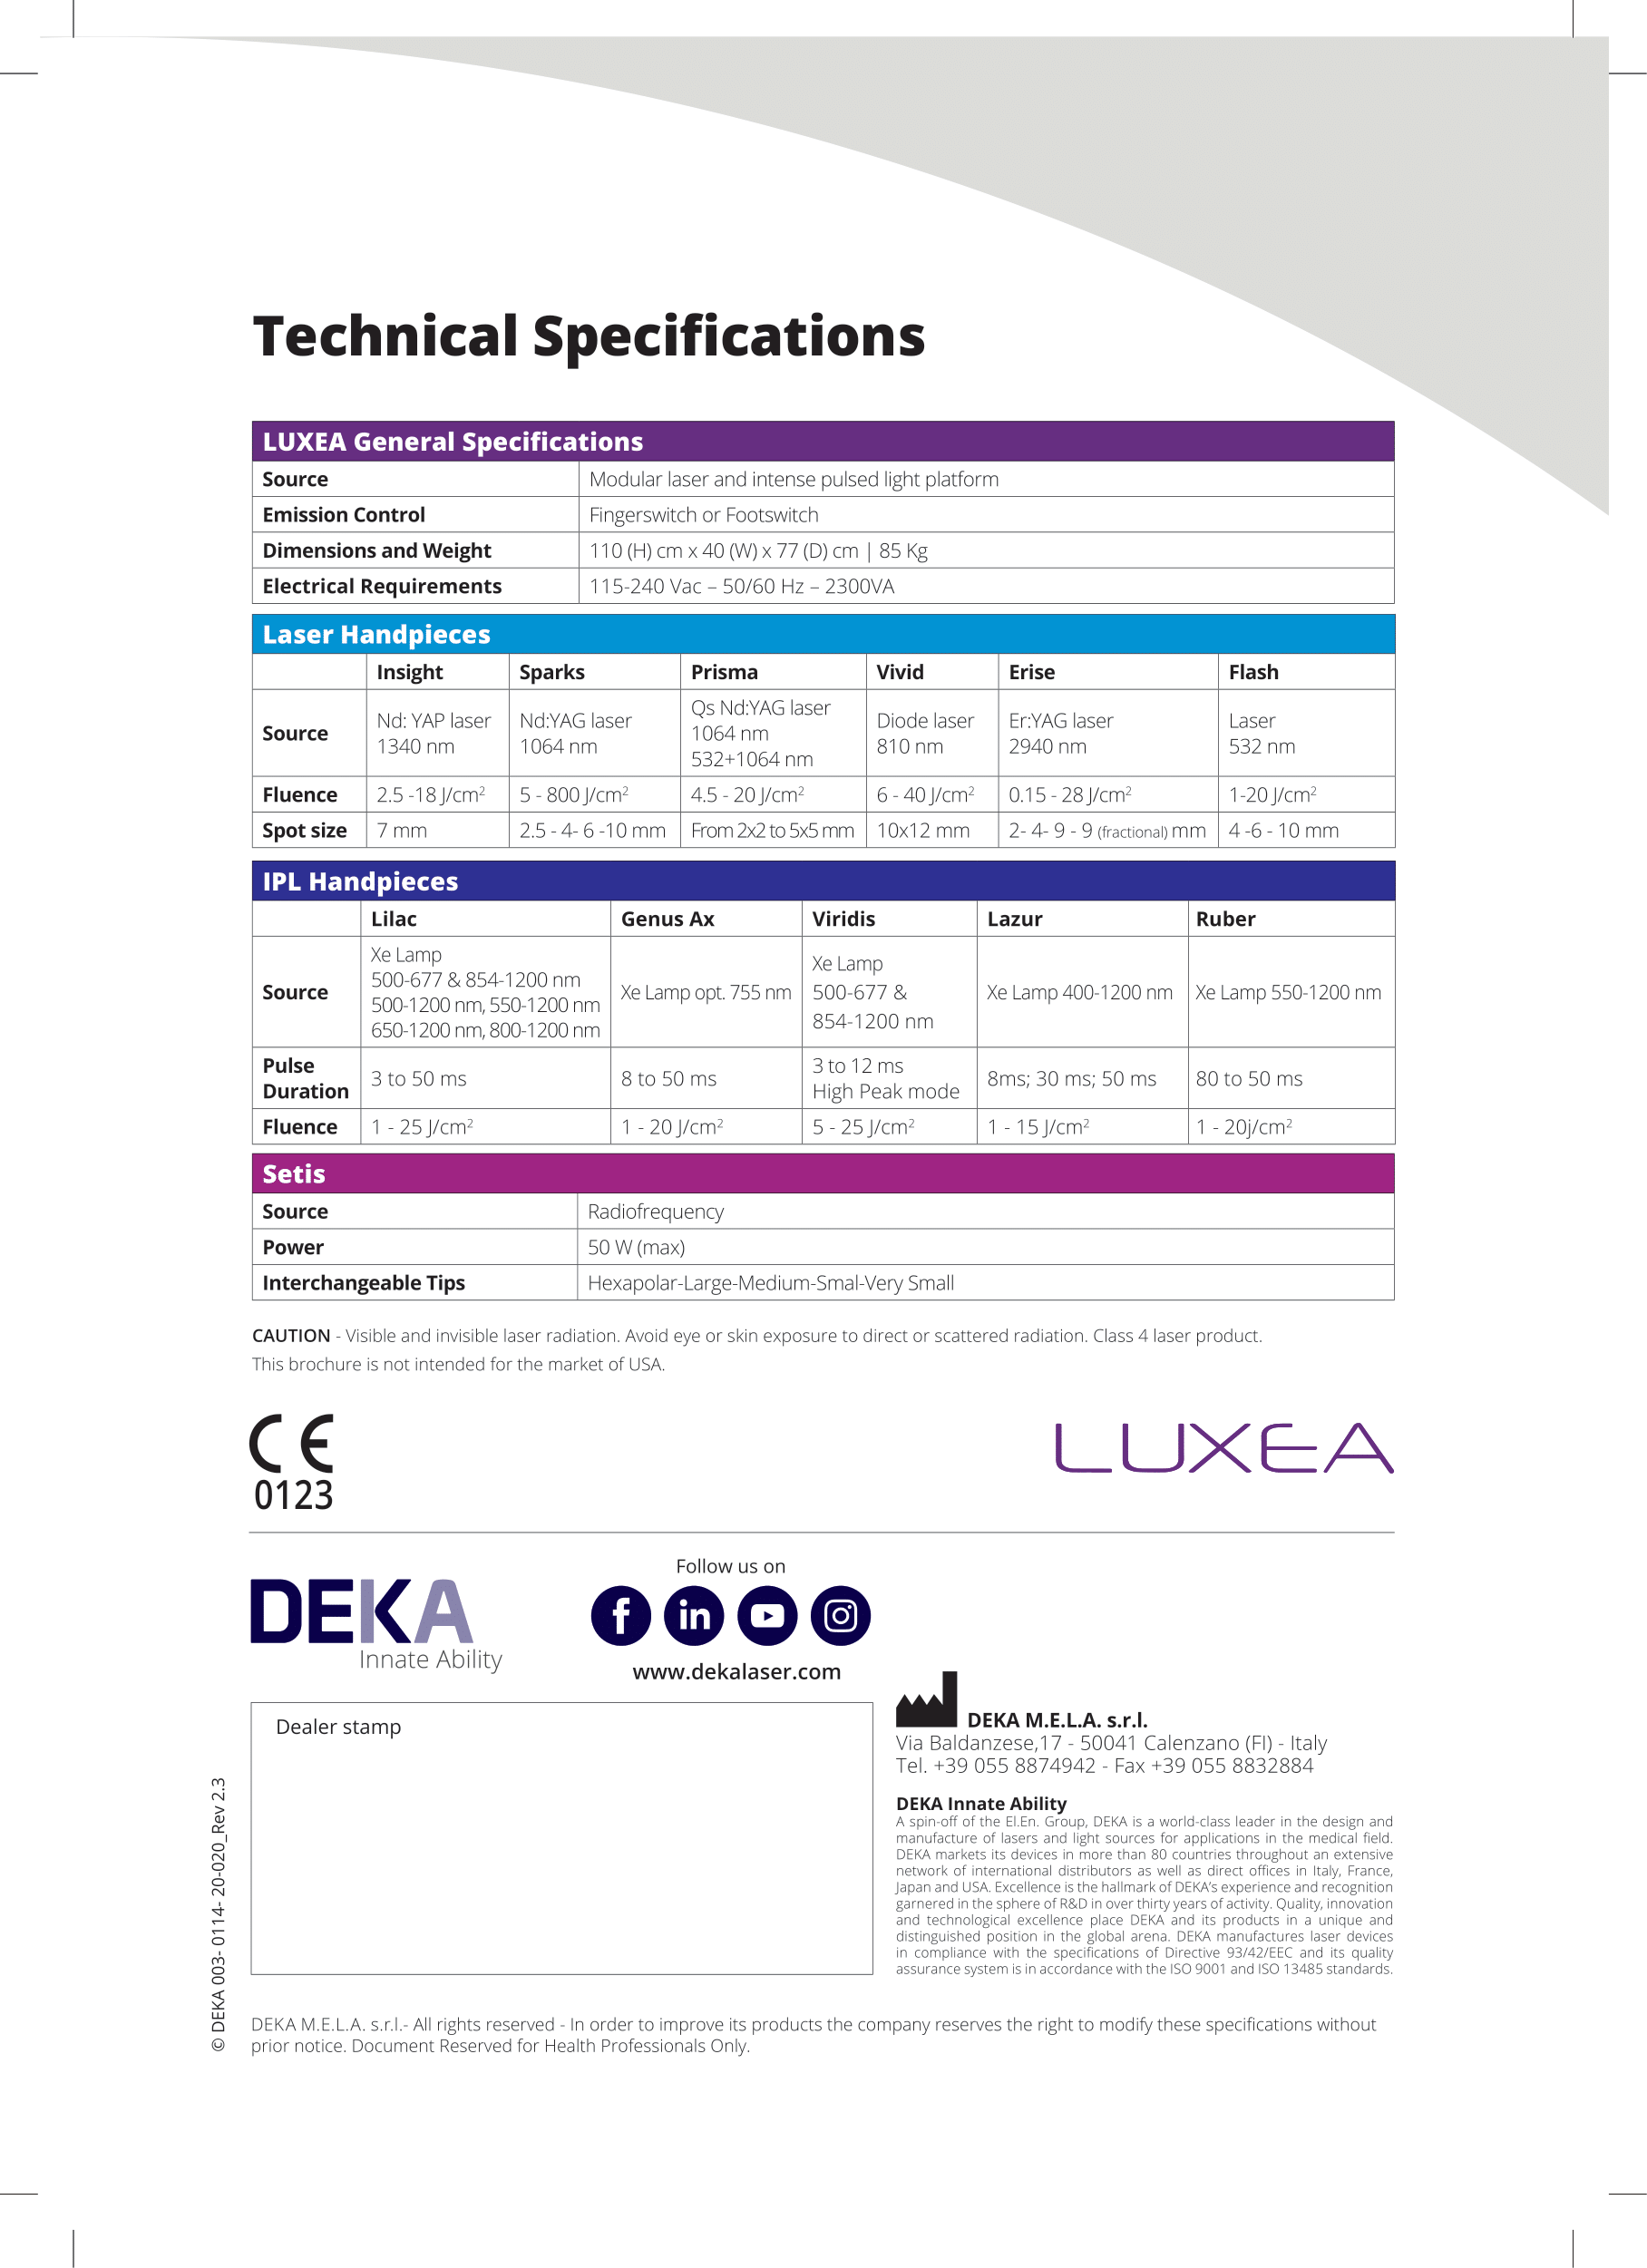 Technical Specifications
LUXEA General Specifications
Source Modular laser and intense pulsed light platform
Emission Control Fingerswitch or Footswitch
Dimensions and Weight 110 (H) cm x 40 (W) x 77 (D) cm | 85 Kg
Electrical Requirements 115-240 Vac – 50/60 Hz – 2300VA
Laser Handpieces
Insight Sparks Prisma Vivid Erise Flash
Source
Nd: YAP laser
1340 nm
Nd:YAG laser
1064 nm
Qs Nd:YAG laser
1064 nm
532+1064 nm
Diode laser
810 nm
Er:YAG laser
2940 nm
Laser
532 nm
Fluence 2.5 -18 J/cm² 5 - 800 J/cm² 4.5 - 20 J/cm² 6 - 40 J/cm² 0.15 - 28 J/cm² 1-20 J/cm²
Spot size 7 mm 2.5 - 4- 6 -10 mm From 2x2 to 5x5 mm 10x12 mm 2- 4- 9 - 9 (fractional) mm 4 -6 - 10 mm
IPL Handpieces
Lilac Genus Ax Viridis Lazur Ruber
Source
Xe Lamp
500-677 & 854-1200 nm
500-1200 nm, 550-1200 nm
650-1200 nm, 800-1200 nm
Xe Lamp opt. 755 nm
Xe Lamp
500-677 &
854-1200 nm
Xe Lamp 400-1200 nm
Xe Lamp 550-1200 nm
Pulse
Duration
3 to 50 ms
8 to 50 ms
3 to 12 ms
High Peak mode
8ms; 30 ms; 50 ms
80 to 50 ms
Fluence 1 - 25 J/cm² 1 - 20 J/cm² 5 - 25 J/cm² 1 - 15 J/cm² 1 - 20j/cm²
Setis
Source Radiofrequency
Power 50 W (max)
Interchangeable Tips Hexapolar-Large-Medium-Smal-Very Small
CAUTION - Visible and invisible laser radiation. Avoid eye or skin exposure to direct or scattered radiation. Class 4 laser product.
This brochure is not intended for the market of USA.
CE
0123
LUXEA
DEKA
Innate Ability
Follow us on
f in
www.dekalaser.com
Dealer stamp
DEKA M.E.L.A. s.r.l.
Via Baldanzese,17 - 50041 Calenzano (FI) - Italy
Tel. +39 055 8874942 - Fax +39 055 8832884
DEKA Innate Ability
A spin-off of the El.En. Group, DEKA is a world-class leader in the design and
manufacture of lasers and light sources for applications in the medical field.
DEKA markets its devices in more than 80 countries throughout an extensive
network of international distributors as well as direct offices in Italy, France,
Japan and USA. Excellence is the hallmark of DEKA’s experience and recognition
garnered in the sphere of R&D in over thirty years of activity. Quality, innovation
and technological excellence place DEKA and its products in a unique and
distinguished position in the global arena. DEKA manufactures laser devices
in compliance with the specifications of Directive 93/42/EEC and its quality
assurance system is in accordance with the ISO 9001 and ISO 13485 standards.
© DEKA 003- 0114- 20-020_Rev 2.3
DEKA M.E.L.A. s.r.l.- All rights reserved - In order to improve its products the company reserves the right to modify these specifications without
prior notice. Document Reserved for Health Professionals Only.